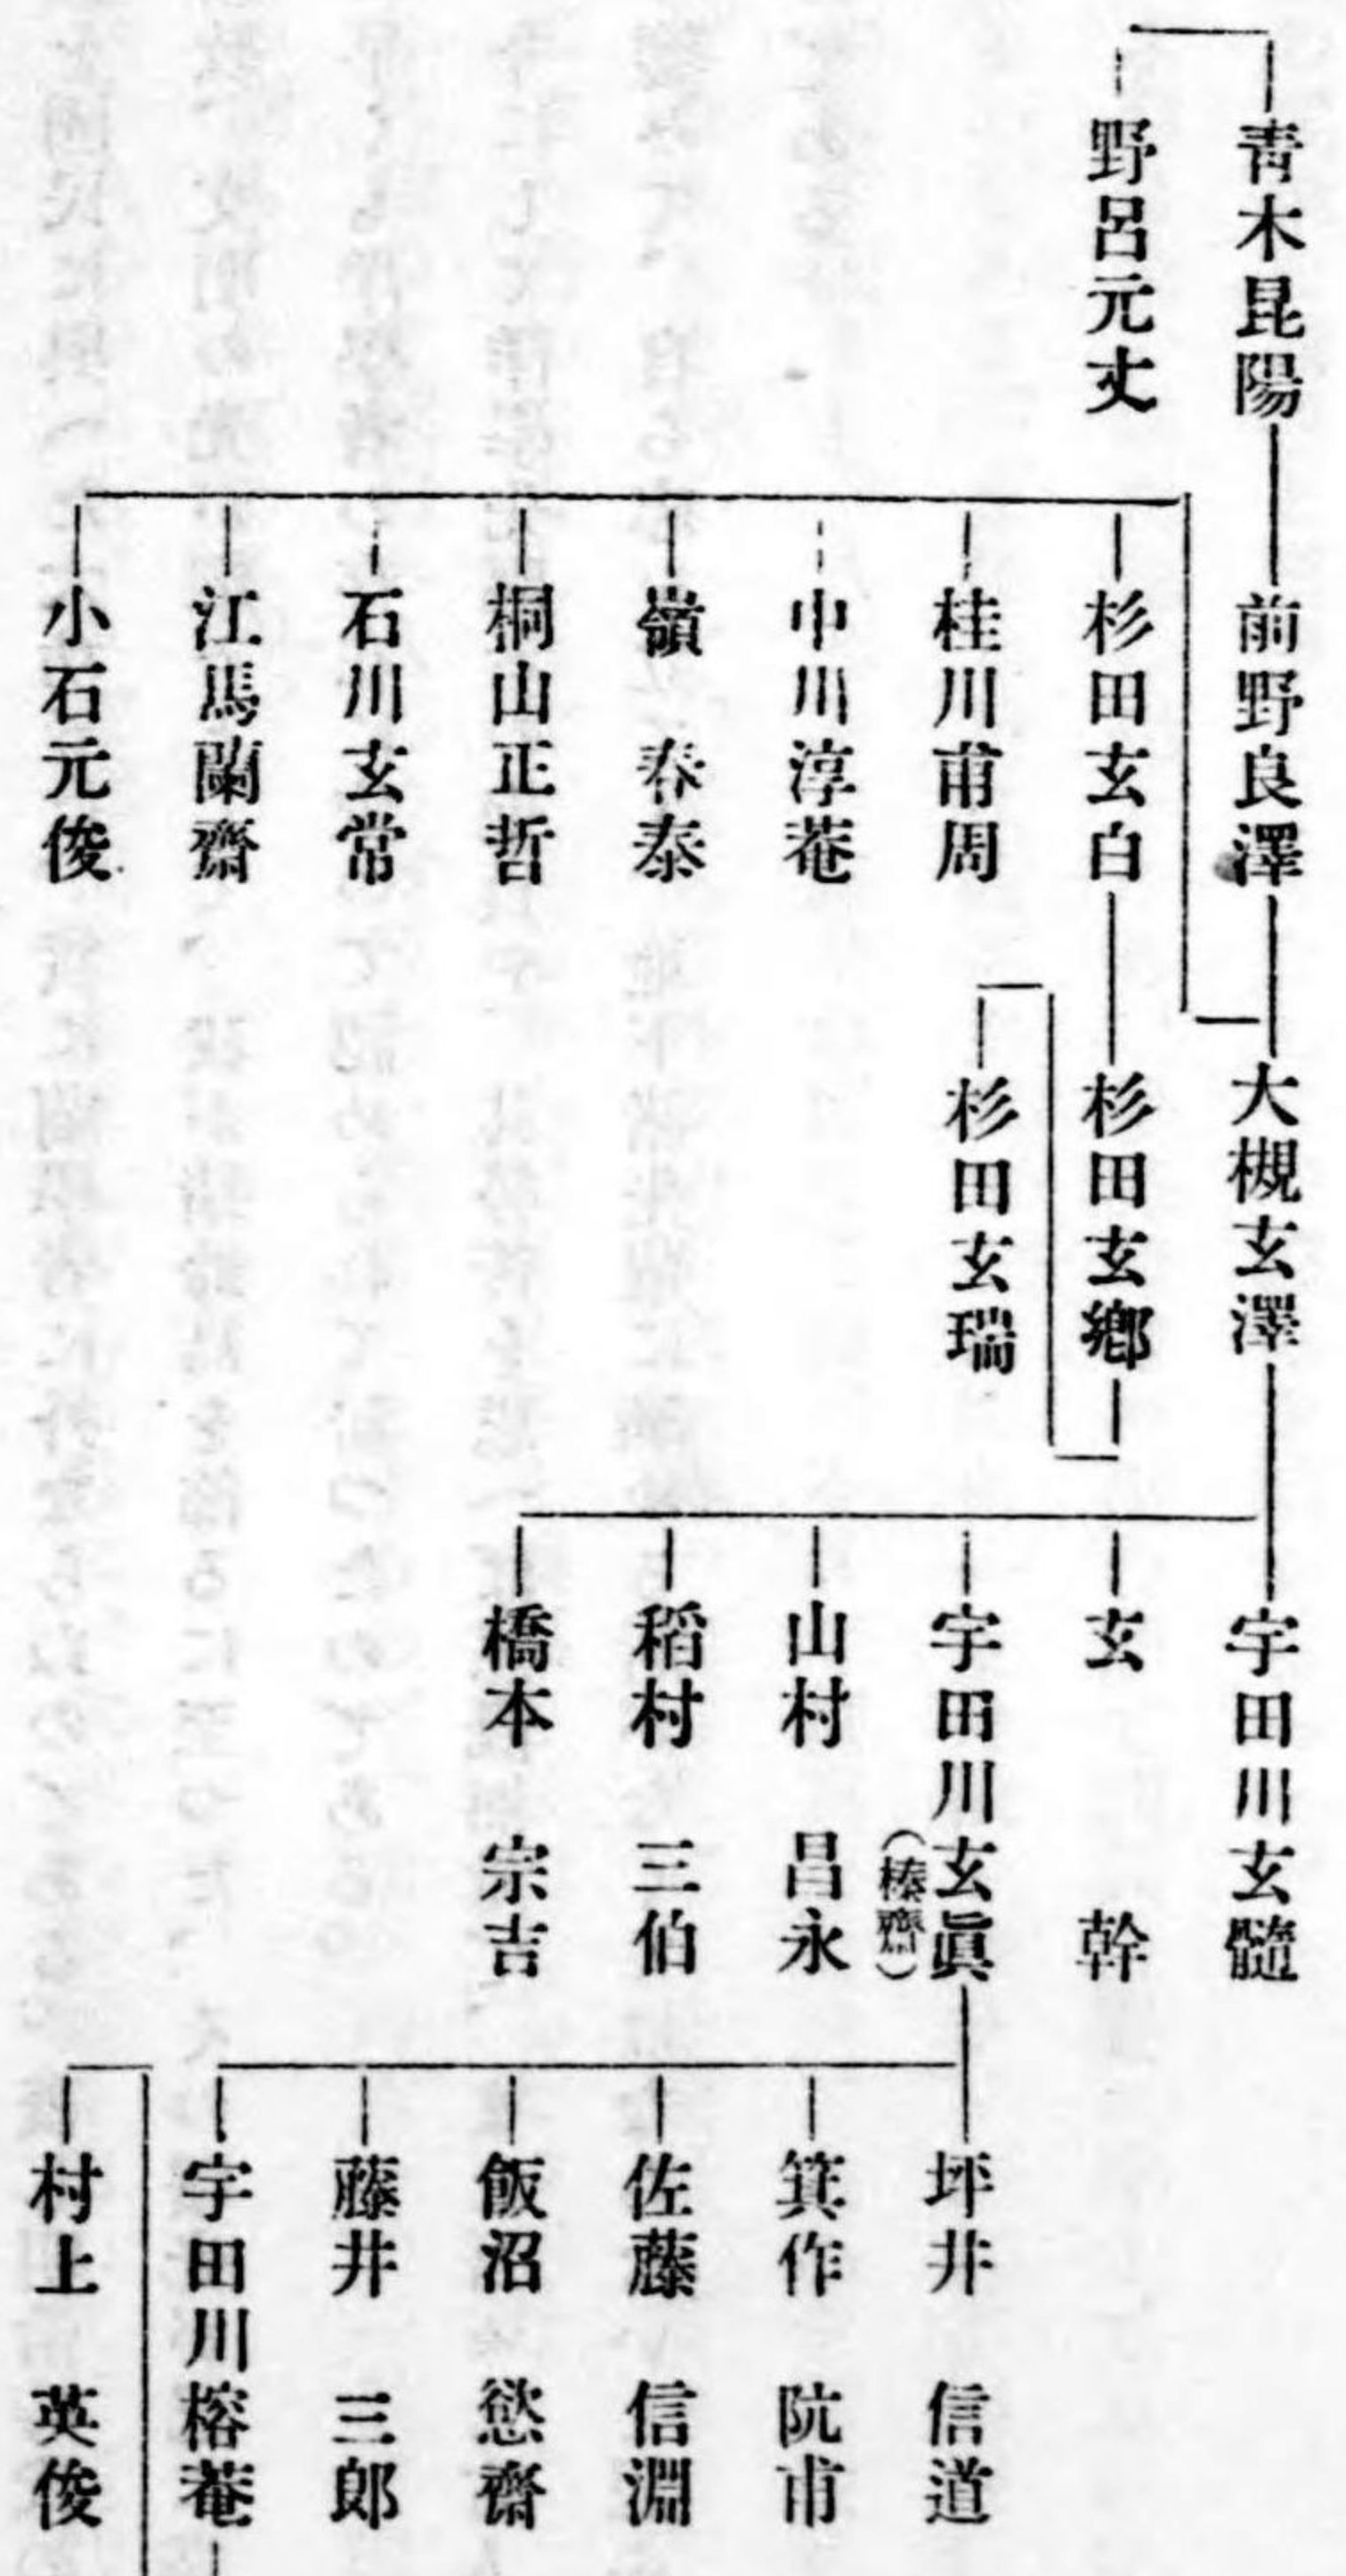 青木昆陽
野呂元丈
前野良澤
杉田玄白
桂川甫周
中川淳菴
嶺春泰
桐山正哲
石川玄常
江馬蘭齋
小石元俊
大槻玄澤
杉田玄鄕
杉田玄瑞
宇田川玄髓
玄幹
宇田川玄眞
(榛齋)
山村昌永
稻村三伯
橋本宗吉
坪井信道
箕作阮甫
佐藤信淵
飯沼慾齋
藤井三郎
宇田川榕菴
村上英俊